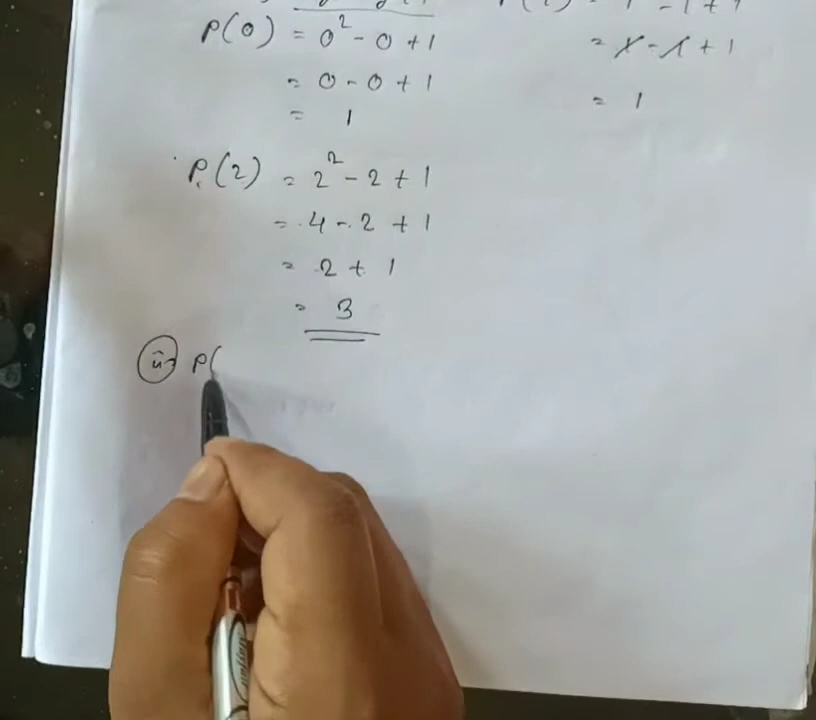 P(0) = 0² - 0 + 1
= 0 - 0 + 1
= 1
= 1 - 1 + 1
= 1
P(2) = 2² - 2 + 1
= 4 - 2 + 1
= 2 + 1
= 3
(ii) P(